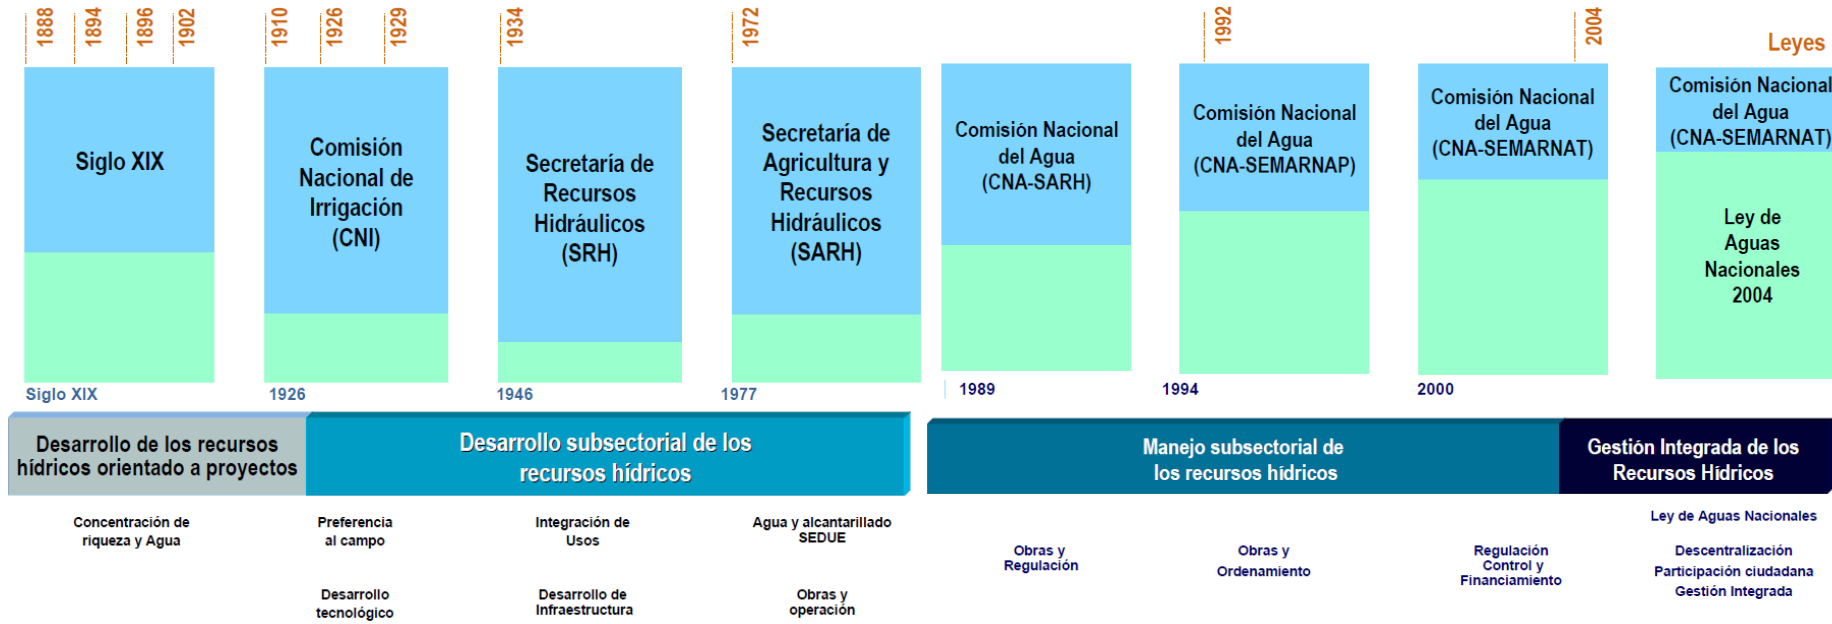 1888
1894
1896
1902
1910
1926
1929
1934
1972
1992
2004
Leyes
Siglo XIX
Comisión
Nacional de
Irrigación
(CNI)
Secretaría de
Recursos
Hidráulicos
(SRH)
Secretaría de
Agricultura y
Recursos
Hidráulicos
(SARH)
Comisión Nacional
del Agua
(CNA-SARH)
Comisión Nacional
del Agua
(CNA-SEMARNAP)
Comisión Nacional
del Agua
(CNA-SEMARNAT)
Comisión Nacional
del Agua
(CNA-SEMARNAT)
Ley de
Aguas
Nacionales
2004
Siglo XIX
1926
1946
1977
1989
1994
2000
Desarrollo de los recursos
hídricos orientado a proyectos
Desarrollo subsectorial de los
recursos hídricos
Manejo subsectorial de
los recursos hídricos
Gestión Integrada de los
Recursos Hídricos
Concentración de
riqueza y Agua
Preferencia
al campo
Desarrollo
tecnológico
Integración de
Usos
Desarrollo de
Infraestructura
Agua y alcantarillado
SEDUE
Obras y
operación
Obras y
Regulación
Obras y
Ordenamiento
Regulación
Control y
Financiamiento
Ley de Aguas Nacionales
Descentralización
Participación ciudadana
Gestión Integrada